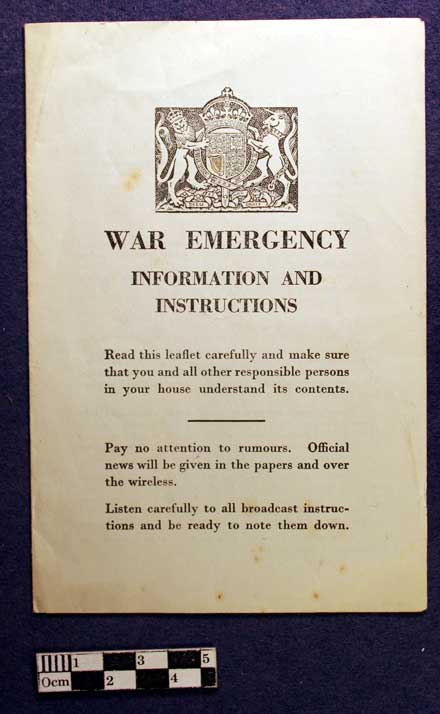 WAR EMERGENCY
INFORMATION AND
INSTRUCTIONS
Read this leaflet carefully and make sure
that you and all other responsible persons
in your house understand its contents.
Pay no attention to rumours. Official
news will be given in the papers and over
the wireless.
Listen carefully to all broadcast instruc-
tions and be ready to note them down.
1 3 5
0cm 2 4